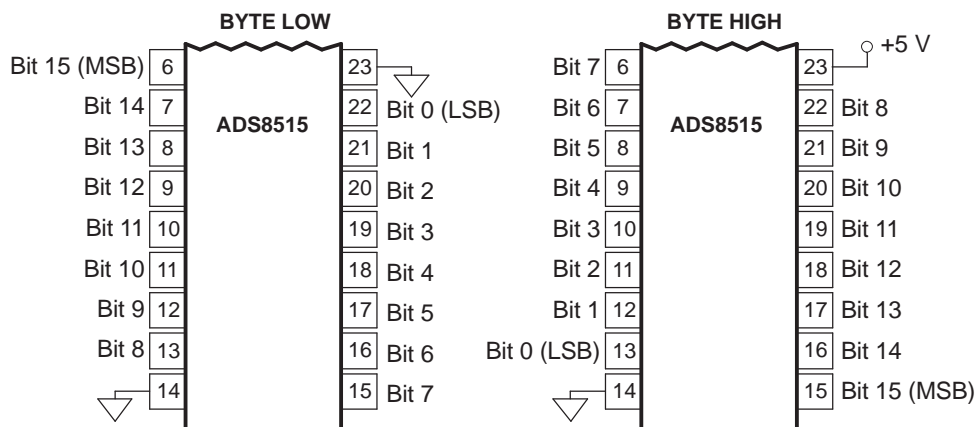 BYTE LOW
Bit 15 (MSB) 6 23
Bit 14 7 22 Bit 0 (LSB)
ADS8515
Bit 13 8 21 Bit 1
Bit 12 9 20 Bit 2
Bit 11 10 19 Bit 3
Bit 10 11 18 Bit 4
Bit 9 12 17 Bit 5
Bit 8 13 16 Bit 6
14 15 Bit 7
BYTE HIGH
+5 V
Bit 7 6 23
Bit 6 7 22 Bit 8
ADS8515
Bit 5 8 21 Bit 9
Bit 4 9 20 Bit 10
Bit 3 10 19 Bit 11
Bit 2 11 18 Bit 12
Bit 1 12 17 Bit 13
Bit 0 (LSB) 13 16 Bit 14
14 15 Bit 15 (MSB)